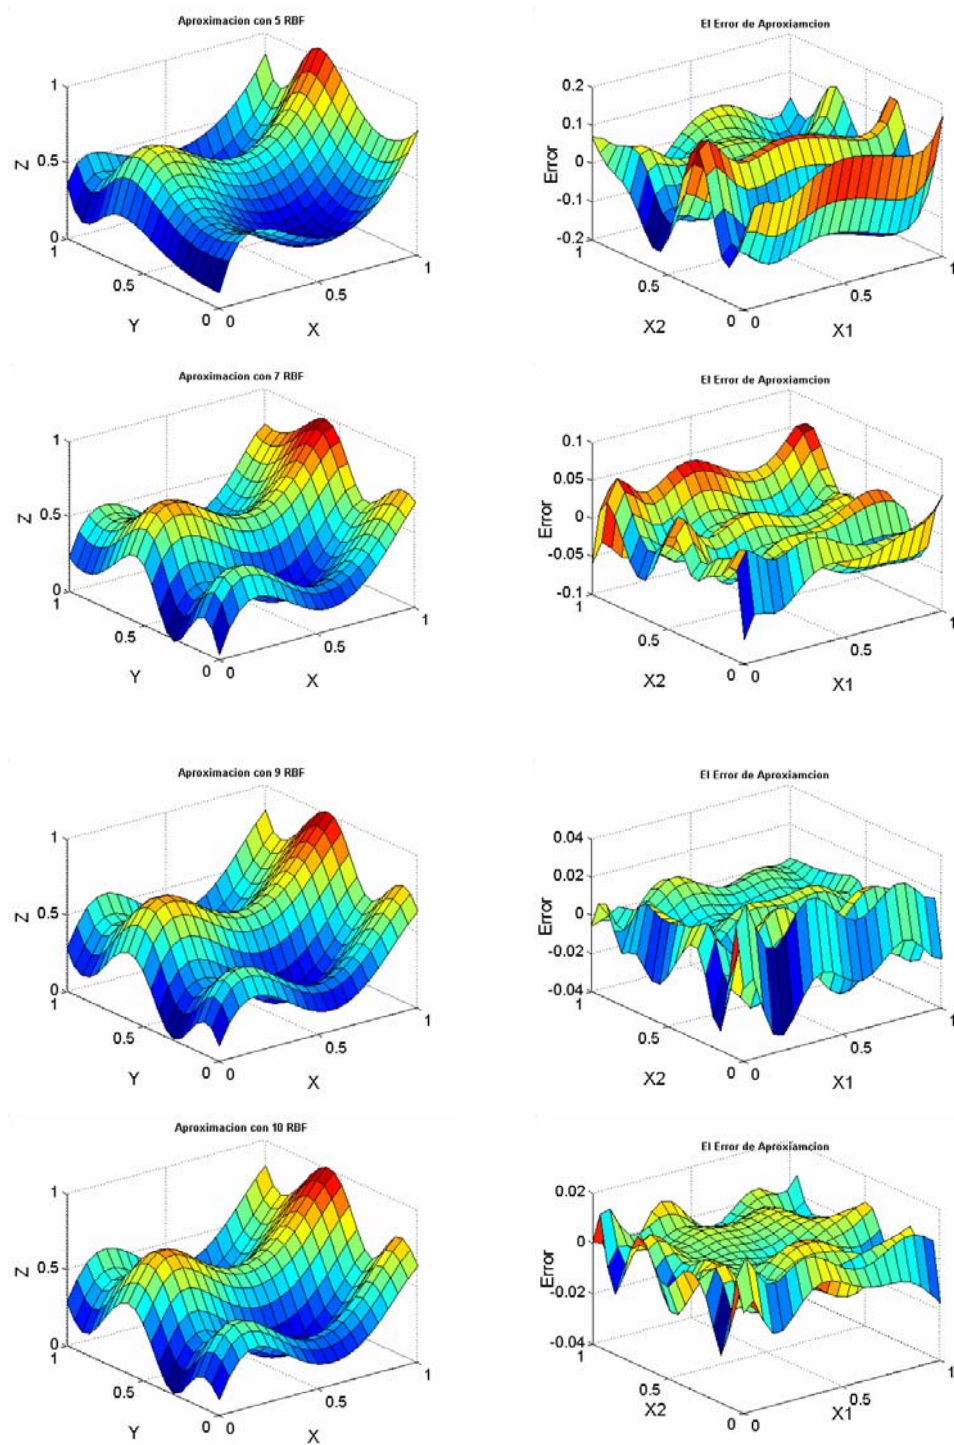 Aproximacion con 5 RBF
El Error de Aproxiamcion
1
0.5
0
Z
1
0.5
0
Y
0
0.5
1
X
0.2
0.1
0
-0.1
-0.2
Error
1
0.5
0
X2
0
0.5
1
X1
Aproximacion con 7 RBF
El Error de Aproxiamcion
1
0.5
0
Z
1
0.5
0
Y
0
0.5
1
X
0.1
0.05
0
-0.05
-0.1
Error
1
0.5
0
X2
0
0.5
1
X1
Aproximacion con 9 RBF
El Error de Aproxiamcion
1
0.5
0
Z
1
0.5
0
Y
0
0.5
1
X
0.04
0.02
0
-0.02
-0.04
Error
1
0.5
0
X2
0
0.5
1
X1
Aproximacion con 10 RBF
El Error de Aproxiamcion
1
0.5
0
Z
1
0.5
0
Y
0
0.5
1
X
0.02
0
-0.02
-0.04
Error
1
0.5
0
X2
0
0.5
1
X1